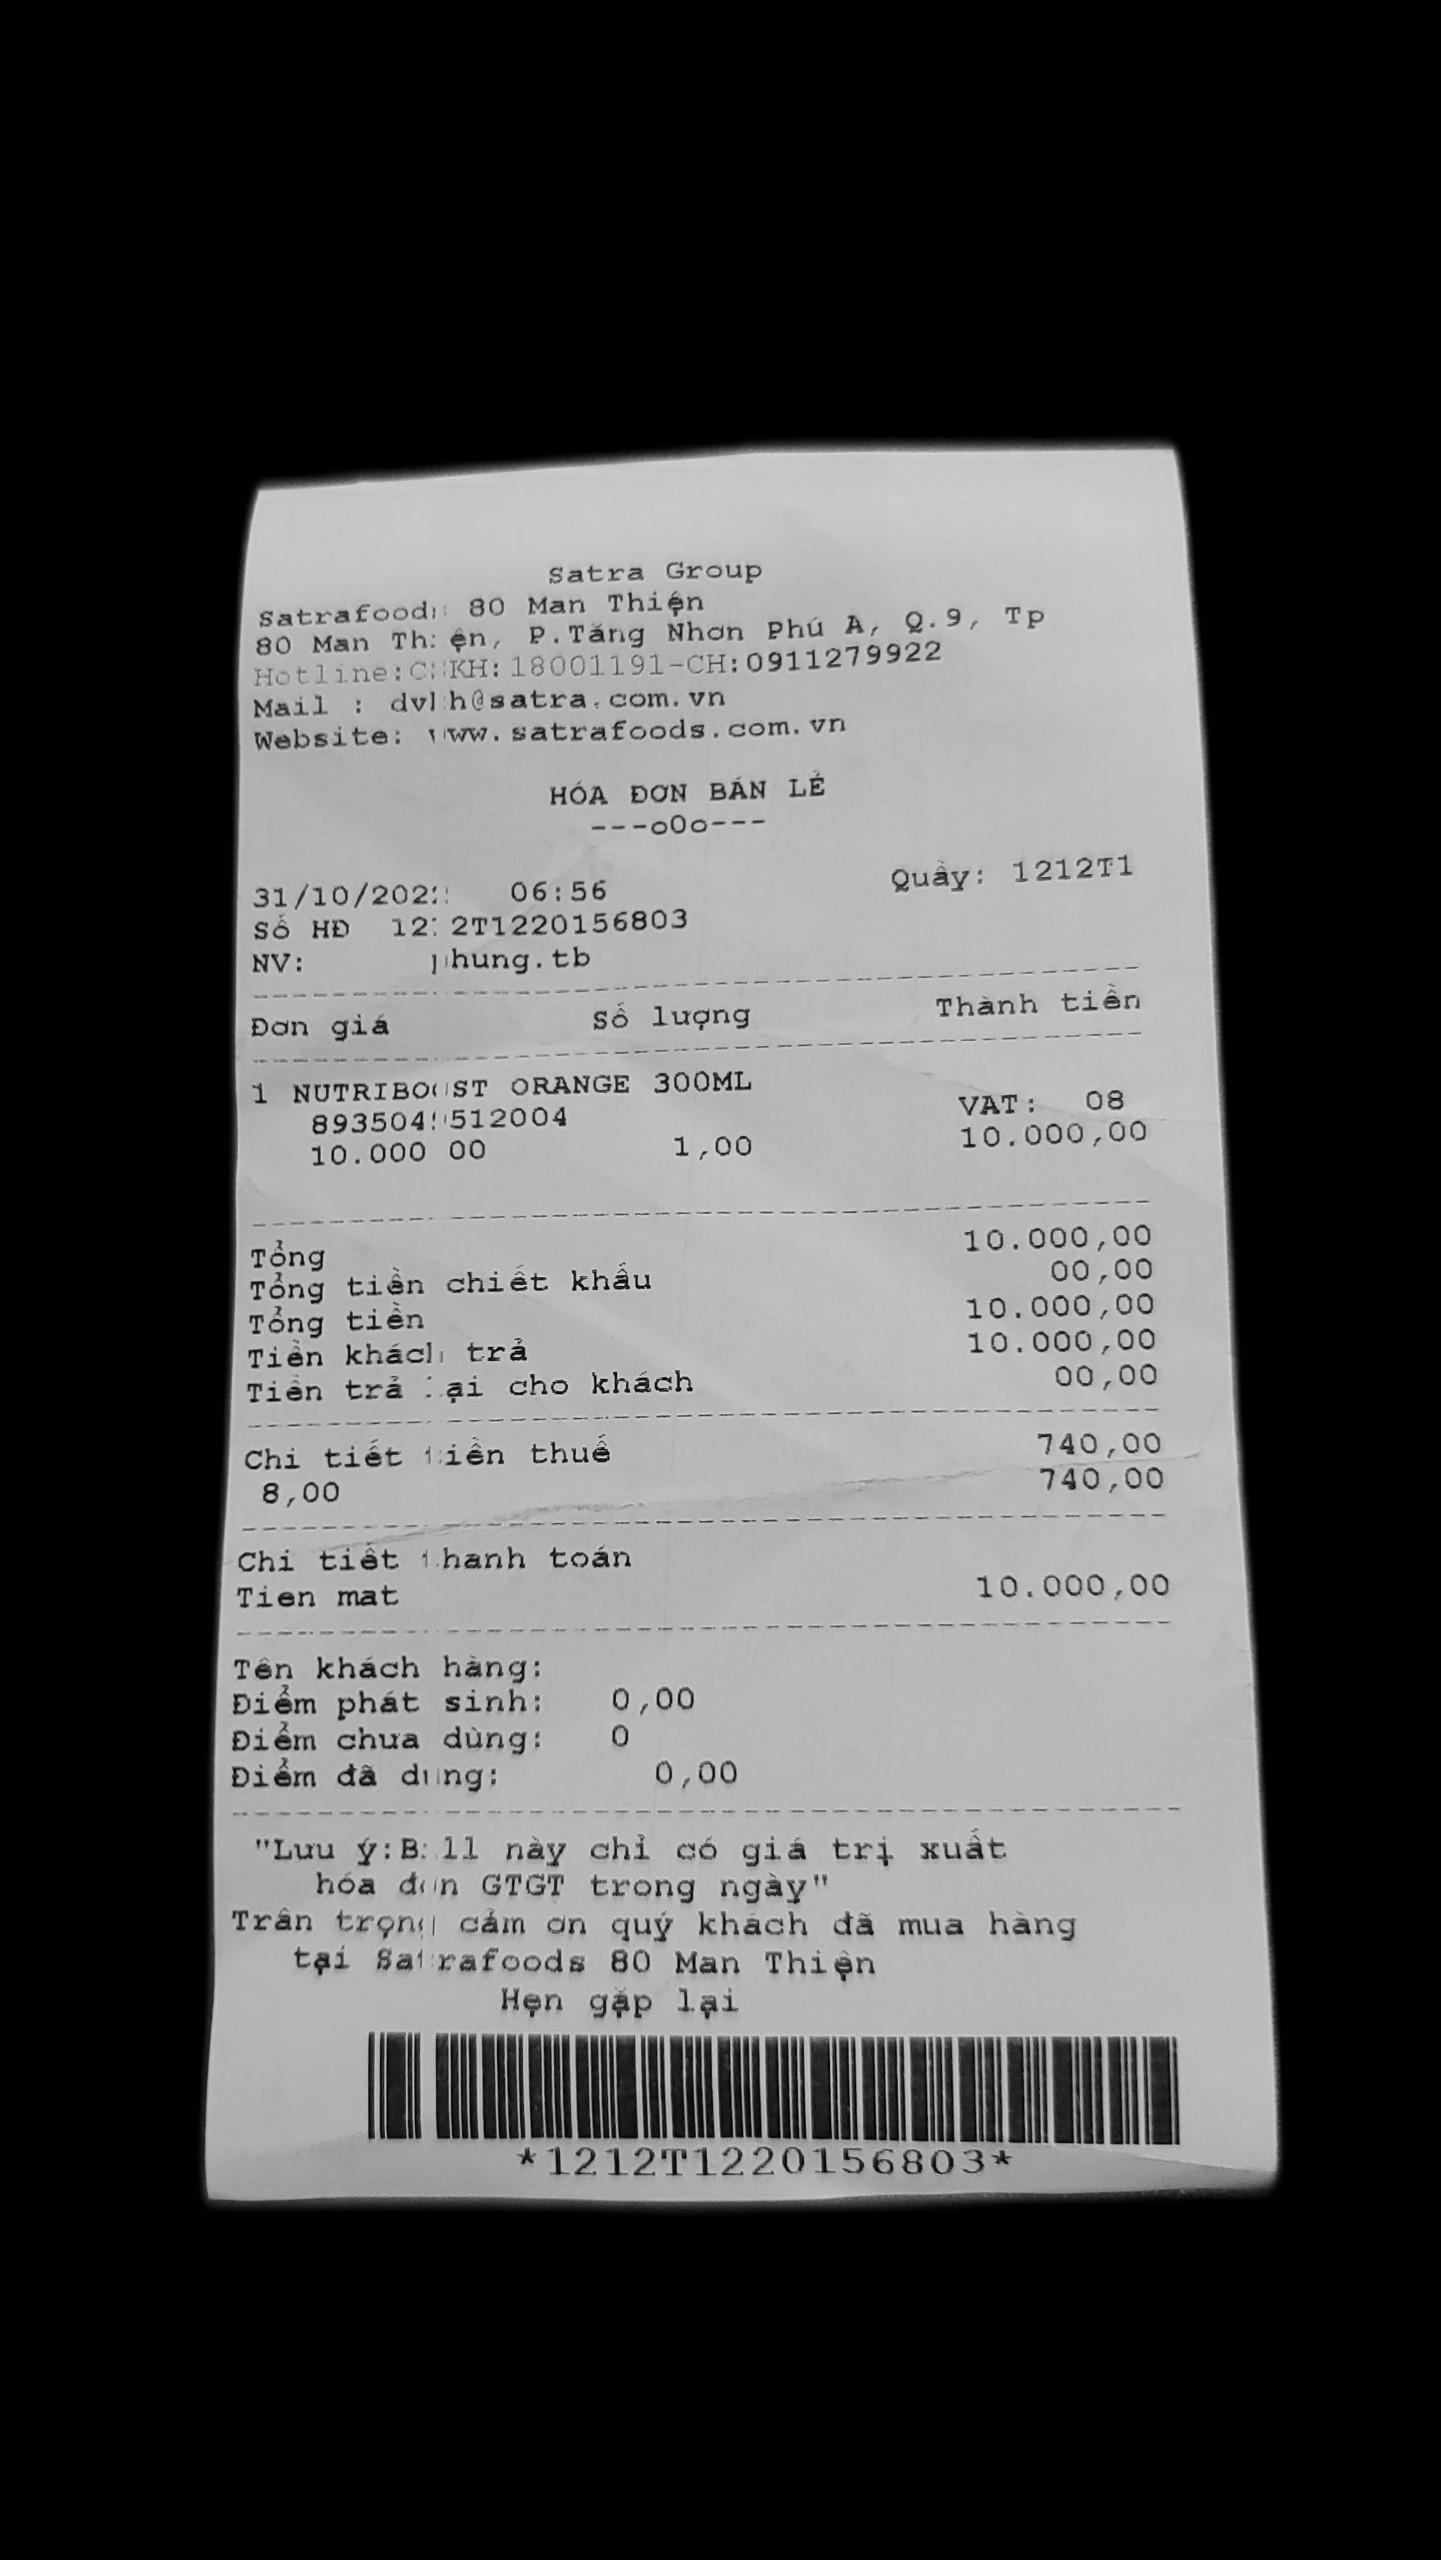 Satra Group
Satrafoods 80 Man Thiện
80 Man Thiện, P.Tăng Nhơn Phú A, Q.9, Tp
Hotline:CSKH:18001191-CH:0911279922
Mail : dvkh@satra.com.vn
Website: www.satrafoods.com.vn
HÓA ĐƠN BÁN LẺ
---oOo---
06:56 Quầy: 1212T1
Số HĐ 1212T1220156803
NV: phung.tb
Đơn giá Số lượng Thành tiền
1 NUTRIBOOST ORANGE 300ML
8935049512004 VAT: 08
10.000 00 1,00 10.000,00
Tổng 10.000,00
Tổng tiền chiết khấu 00,00
Tổng tiền 10.000,00
Tiền khách trả 10.000,00
Tiền trả lại cho khách 00,00
Chi tiết tiền thuế 740,00
8,00 740,00
Chi tiết thanh toán
Tien mat 10.000,00
Tên khách hàng:
Điểm phát sinh: 0,00
Điểm chưa dùng: 0
Điểm đã dùng: 0,00
"Lưu ý:Bill này chỉ có giá trị xuất
hóa đơn GTGT trong ngày"
Trân trọng cảm ơn quý khách đã mua hàng
tại Satrafoods 80 Man Thiện
Hẹn gặp lại
*1212T1220156803*